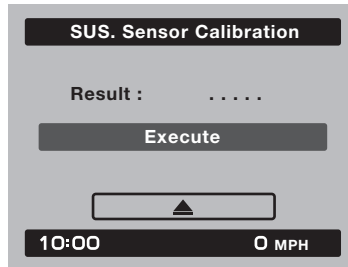 SUS. Sensor Calibration
Result : . . . . .
Execute
10:00 0 MPH